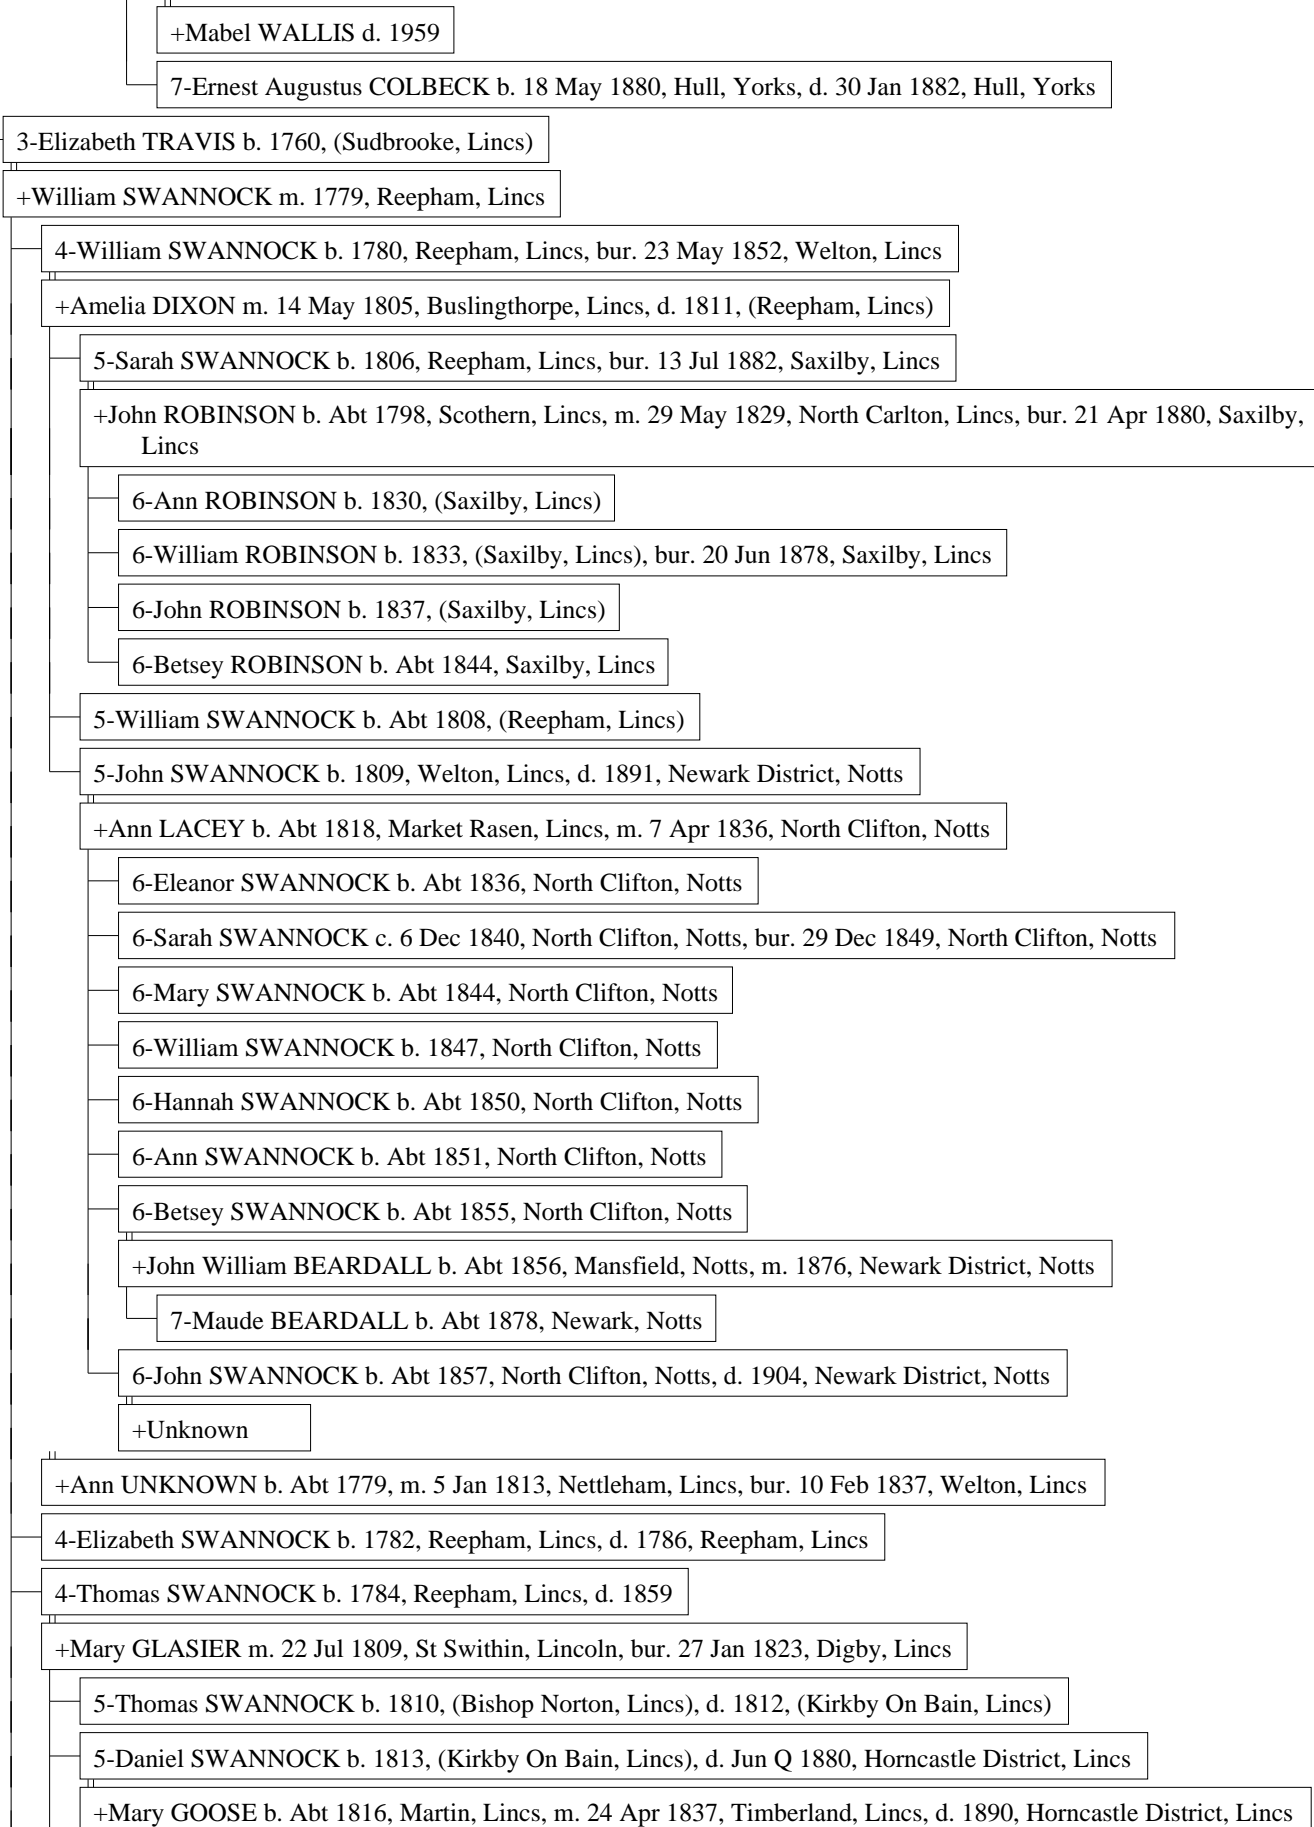 +Mabel WALLIS d. 1959
7-Ernest Augustus COLBECK b. 18 May 1880, Hull, Yorks, d. 30 Jan 1882, Hull, Yorks
3-Elizabeth TRAVIS b. 1760, (Sudbrooke, Lincs)
+William SWANNOCK m. 1779, Reepham, Lincs
4-William SWANNOCK b. 1780, Reepham, Lincs, bur. 23 May 1852, Welton, Lincs
+Amelia DIXON m. 14 May 1805, Buslingthorpe, Lincs, d. 1811, (Reepham, Lincs)
5-Sarah SWANNOCK b. 1806, Reepham, Lincs, bur. 13 Jul 1882, Saxilby, Lincs
+John ROBINSON b. Abt 1798, Scothern, Lincs, m. 29 May 1829, North Carlton, Lincs, bur. 21 Apr 1880, Saxilby,
Lincs
6-Ann ROBINSON b. 1830, (Saxilby, Lincs)
6-William ROBINSON b. 1833, (Saxilby, Lincs), bur. 20 Jun 1878, Saxilby, Lincs
6-John ROBINSON b. 1837, (Saxilby, Lincs)
6-Betsey ROBINSON b. Abt 1844, Saxilby, Lincs
5-William SWANNOCK b. Abt 1808, (Reepham, Lincs)
5-John SWANNOCK b. 1809, Welton, Lincs, d. 1891, Newark District, Notts
+Ann LACEY b. Abt 1818, Market Rasen, Lincs, m. 7 Apr 1836, North Clifton, Notts
6-Eleanor SWANNOCK b. Abt 1836, North Clifton, Notts
6-Sarah SWANNOCK c. 6 Dec 1840, North Clifton, Notts, bur. 29 Dec 1849, North Clifton, Notts
6-Mary SWANNOCK b. Abt 1844, North Clifton, Notts
6-William SWANNOCK b. 1847, North Clifton, Notts
6-Hannah SWANNOCK b. Abt 1850, North Clifton, Notts
6-Ann SWANNOCK b. Abt 1851, North Clifton, Notts
6-Betsey SWANNOCK b. Abt 1855, North Clifton, Notts
+John William BEARDALL b. Abt 1856, Mansfield, Notts, m. 1876, Newark District, Notts
7-Maude BEARDALL b. Abt 1878, Newark, Notts
6-John SWANNOCK b. Abt 1857, North Clifton, Notts, d. 1904, Newark District, Notts
+Unknown
+Ann UNKNOWN b. Abt 1779, m. 5 Jan 1813, Nettleham, Lincs, bur. 10 Feb 1837, Welton, Lincs
4-Elizabeth SWANNOCK b. 1782, Reepham, Lincs, d. 1786, Reepham, Lincs
4-Thomas SWANNOCK b. 1784, Reepham, Lincs, d. 1859
+Mary GLASIER m. 22 Jul 1809, St Swithin, Lincoln, bur. 27 Jan 1823, Digby, Lincs
5-Thomas SWANNOCK b. 1810, (Bishop Norton, Lincs), d. 1812, (Kirkby On Bain, Lincs)
5-Daniel SWANNOCK b. 1813, (Kirkby On Bain, Lincs), d. Jun Q 1880, Horncastle District, Lincs
+Mary GOOSE b. Abt 1816, Martin, Lincs, m. 24 Apr 1837, Timberland, Lincs, d. 1890, Horncastle District, Lincs